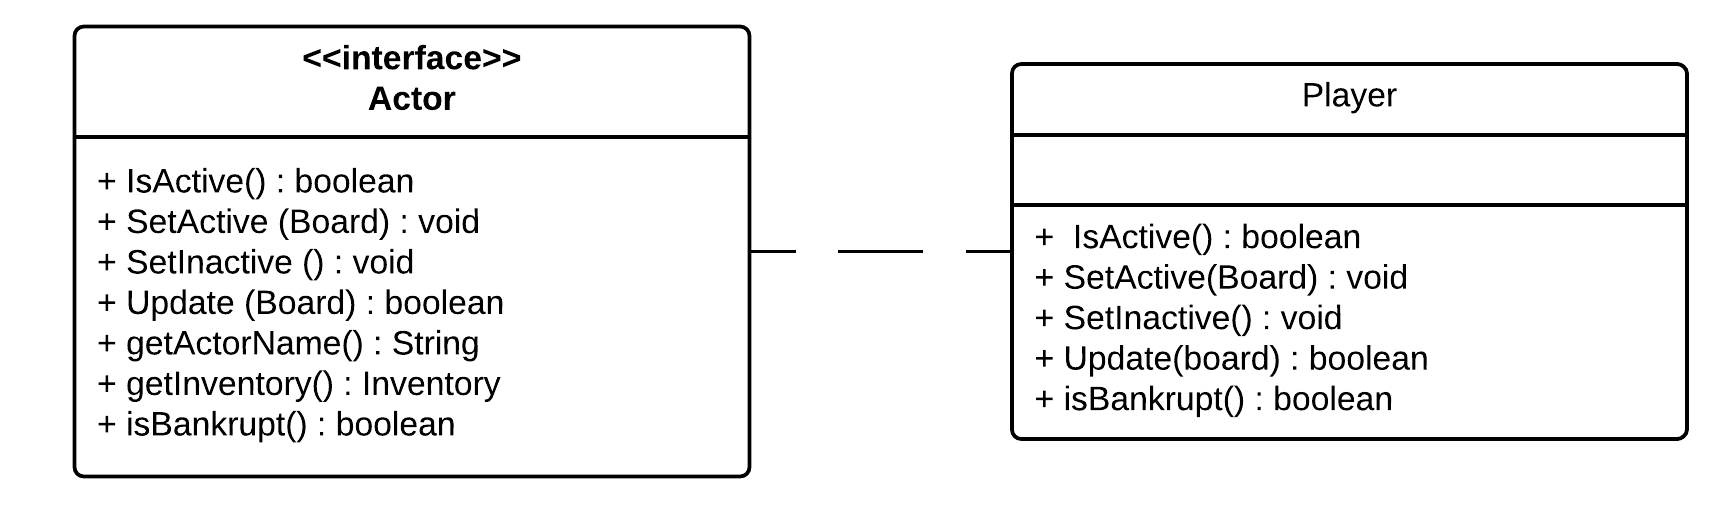 <<interface>>
Actor
+ IsActive() : boolean
+ SetActive (Board) : void
+ SetInactive () : void
+ Update (Board) : boolean
+ getActorName() : String
+ getInventory() : Inventory
+ isBankrupt() : boolean
Player
+  IsActive() : boolean
+ SetActive(Board) : void
+ SetInactive() : void
+ Update(board) : boolean
+ isBankrupt() : boolean